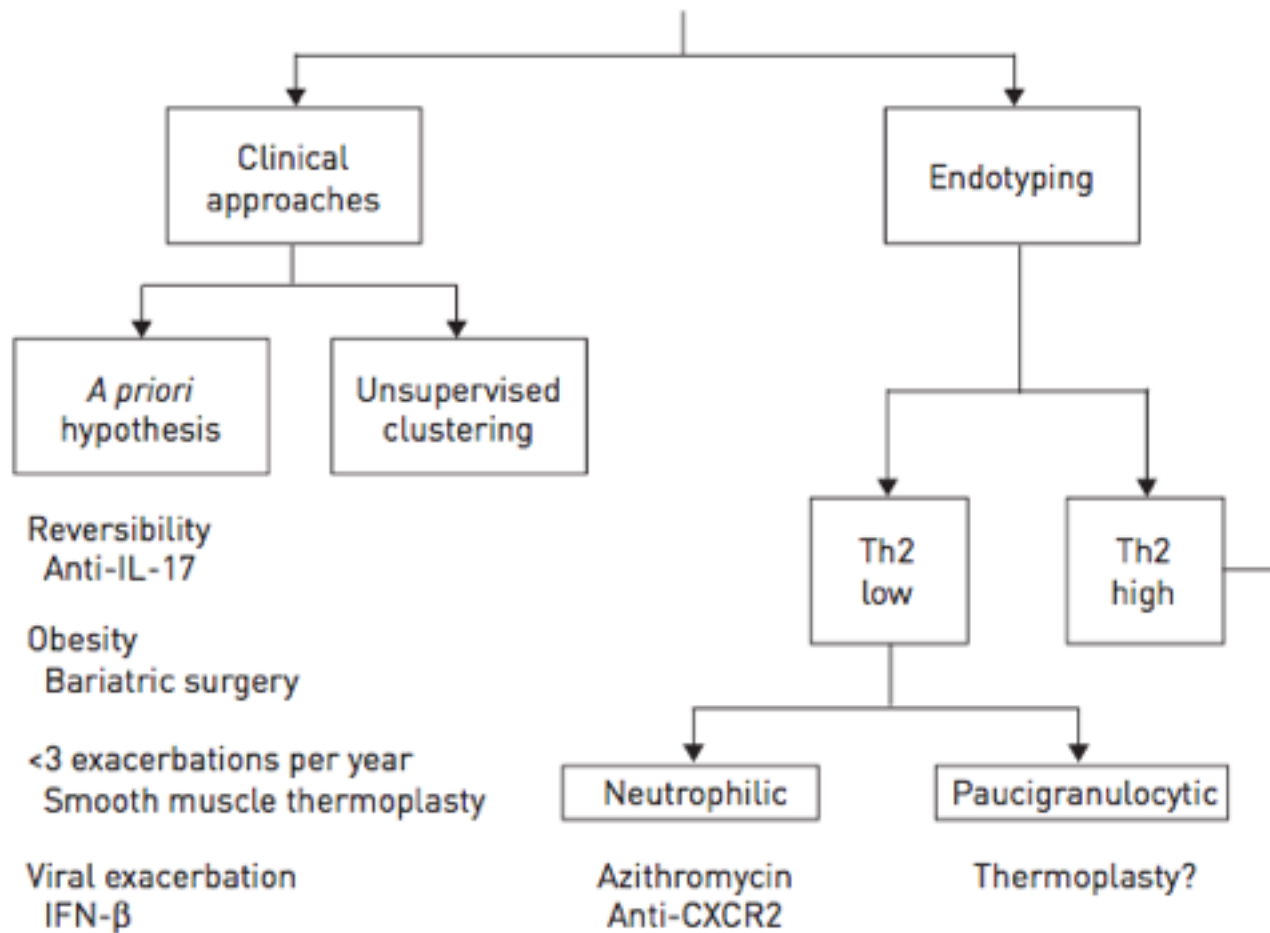 Clinical
approaches
Endotyping
A priori
hypothesis
Unsupervised
clustering
Reversibility
Anti-IL-17
Obesity
Bariatric surgery
<3 exacerbations per year
Smooth muscle thermoplasty
Viral exacerbation
IFN-β
Th2
low
Th2
high
Neutrophilic
Paucigranulocytic
Azithromycin
Anti-CXCR2
Thermoplasty?